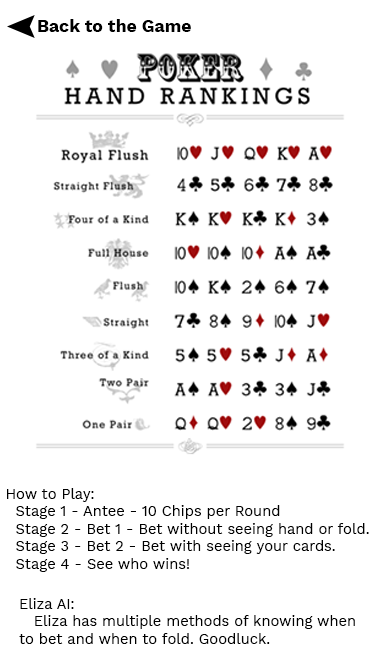 Back to the Game
POKER
HAND RANKINGS
Royal Flush 10♥ J♥ Q♥ K♥ A♥
Straight Flush 4♣ 5♣ 6♣ 7♣ 8♣
Four of a Kind K♠ K♥ K♣ K♦ 3♠
Full House 10♥ 10♠ 10♦ A♠ A♣
Flush 10♠ K♠ 2♠ 6♠ 7♠
Straight 7♣ 8♠ 9♦ 10♠ J♥
Three of a Kind 5♠ 5♥ 5♣ J♦ A♦
Two Pair A♠ A♥ 3♣ 3♠ J♣
One Pair Q♦ Q♥ 2♥ 8♠ 9♣
How to Play:
Stage 1 - Antee - 10 Chips per Round
Stage 2 - Bet 1 - Bet without seeing hand or fold.
Stage 3 - Bet 2 - Bet with seeing your cards.
Stage 4 - See who wins!
Eliza AI:
Eliza has multiple methods of knowing when
to bet and when to fold. Goodluck.